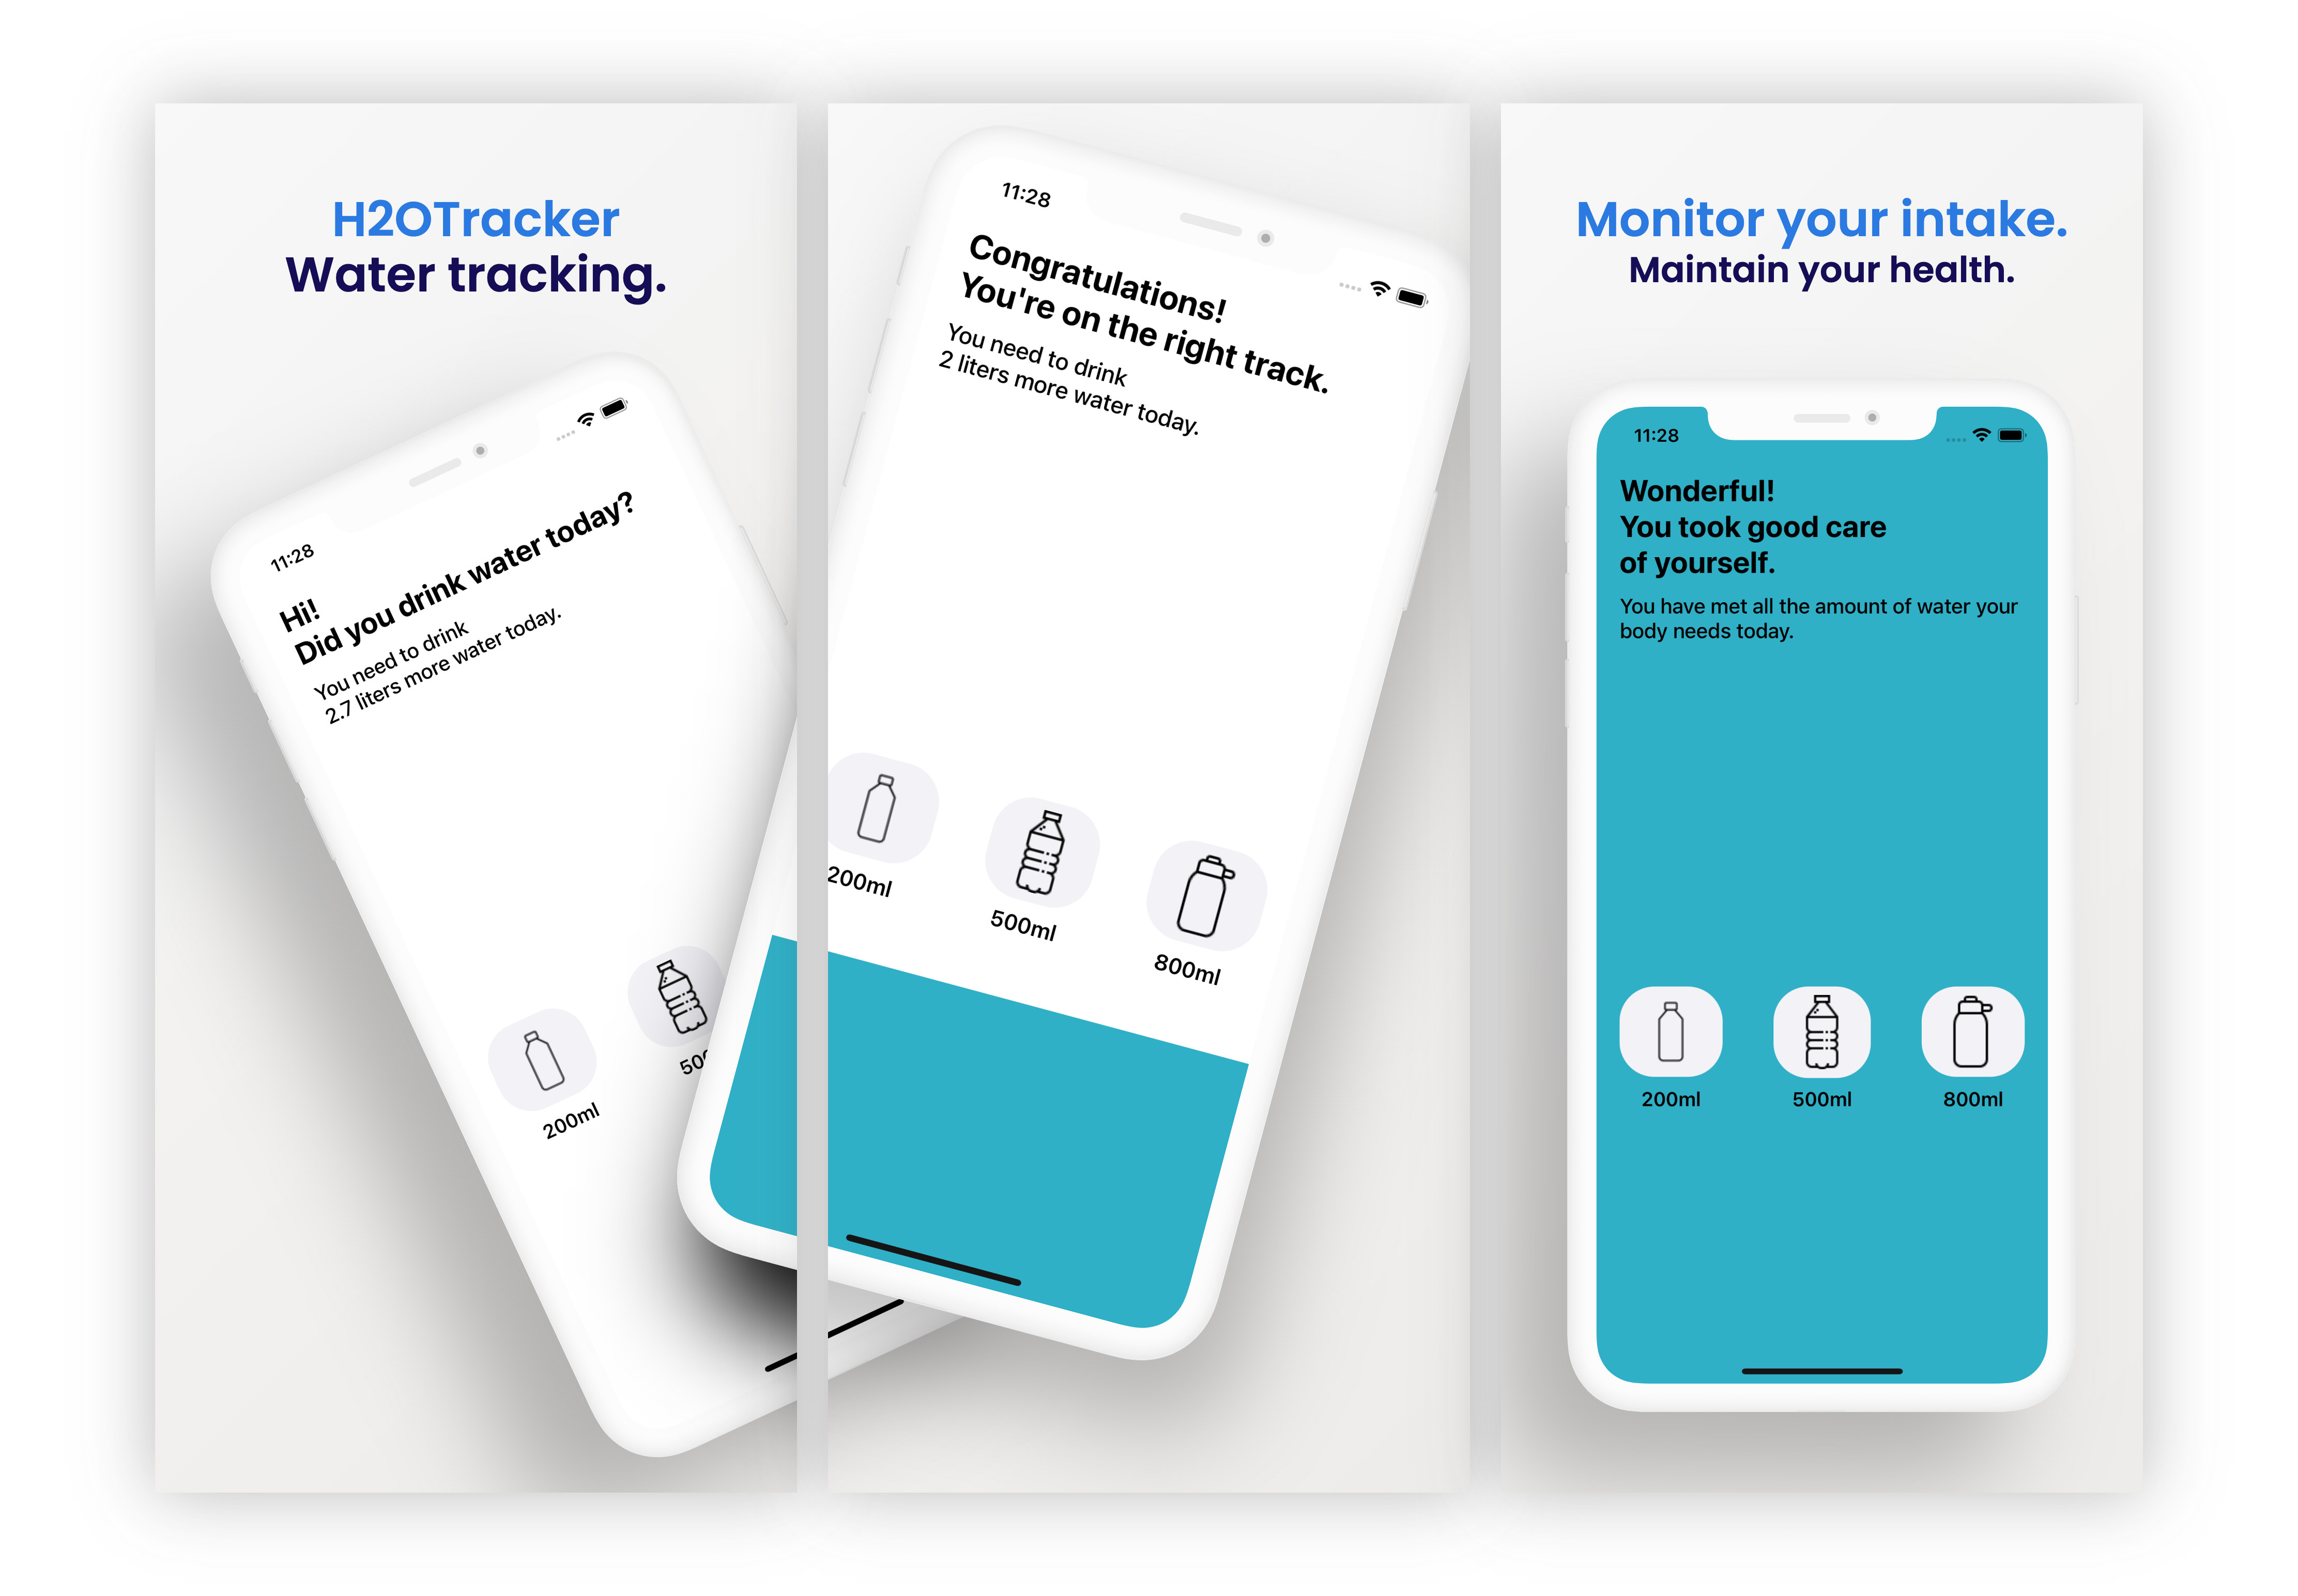 H2OTracker
Water tracking.
11:28
Hi!
Did you drink water today?
You need to drink
2.7 liters more water today.
200ml
500
11:28
Congratulations!
You're on the right track.
You need to drink
2 liters more water today.
200ml
500ml
800ml
Monitor your intake.
Maintain your health.
11:28
Wonderful!
You took good care
of yourself.
You have met all the amount of water your
body needs today.
200ml
500ml
800ml